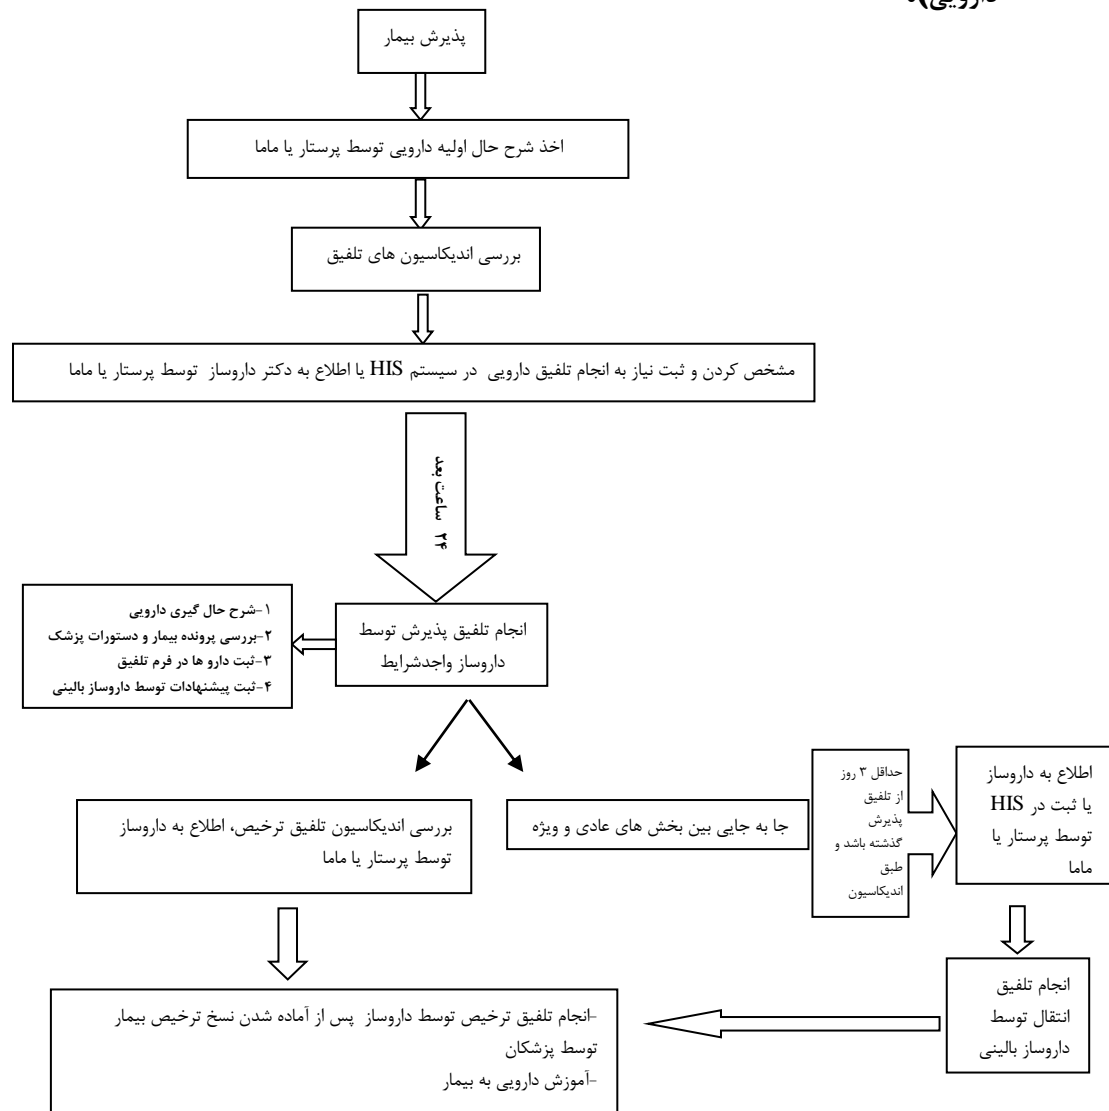 دارویی)ه
پذیرش بیمار
اخذ شرح حال اولیه دارویی توسط پرستار یا ماما
بررسی اندیکاسیون های تلفیق
مشخص کردن و ثبت نیاز به انجام تلفیق دارویی در سیستم HIS یا اطلاع به دکتر داروساز توسط پرستار یا ماما
۲۴ ساعت بعد
انجام تلفیق پذیرش توسط
داروساز واجدشرایط
۱-شرح حال گیری دارویی
۲-بررسی پرونده بیمار و دستورات پزشک
۳-ثبت دارو ها در فرم تلفیق
۴-ثبت پیشنهادات توسط داروساز بالینی
جا به جایی بین بخش های عادی و ویژه
حداقل ۳ روز
از تلفیق
پذیرش
گذشته باشد و
طبق
اندیکاسیون
اطلاع به داروساز
یا ثبت در HIS
توسط پرستار یا
ماما
انجام تلفیق
انتقال توسط
داروساز بالینی
بررسی اندیکاسیون تلفیق ترخیص، اطلاع به داروساز
توسط پرستار یا ماما
-انجام تلفیق ترخیص توسط داروساز پس از آماده شدن نسخ ترخیص بیمار
توسط پزشکان
-آموزش دارویی به بیمار